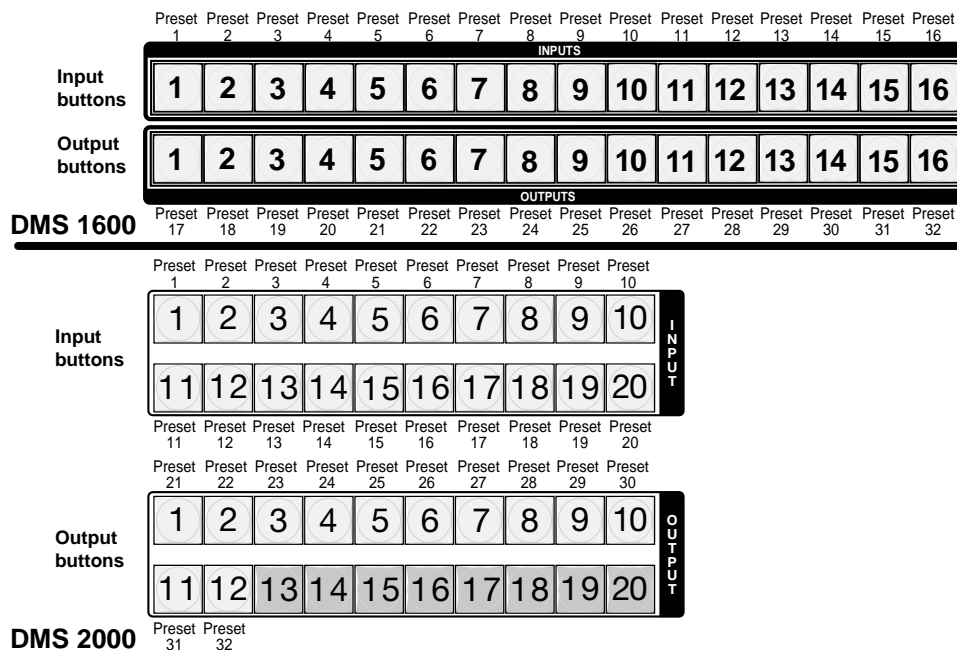 Preset Preset Preset Preset Preset Preset Preset Preset Preset Preset Preset Preset Preset Preset Preset Preset
1 2 3 4 5 6 7 8 9 10 11 12 13 14 15 16
INPUTS
Input
buttons
1 2 3 4 5 6 7 8 9 10 11 12 13 14 15 16
Output
buttons
1 2 3 4 5 6 7 8 9 10 11 12 13 14 15 16
OUTPUTS
DMS 1600
Preset Preset Preset Preset Preset Preset Preset Preset Preset Preset Preset Preset Preset Preset Preset Preset
17 18 19 20 21 22 23 24 25 26 27 28 29 30 31 32
Preset Preset Preset Preset Preset Preset Preset Preset Preset Preset
1 2 3 4 5 6 7 8 9 10
Input
buttons
1 2 3 4 5 6 7 8 9 10
11 12 13 14 15 16 17 18 19 20
INPUT
Preset Preset Preset Preset Preset Preset Preset Preset Preset Preset
11 12 13 14 15 16 17 18 19 20
Preset Preset Preset Preset Preset Preset Preset Preset Preset Preset
21 22 23 24 25 26 27 28 29 30
Output
buttons
1 2 3 4 5 6 7 8 9 10
11 12 13 14 15 16 17 18 19 20
OUTPUT
DMS 2000
Preset Preset
31 32